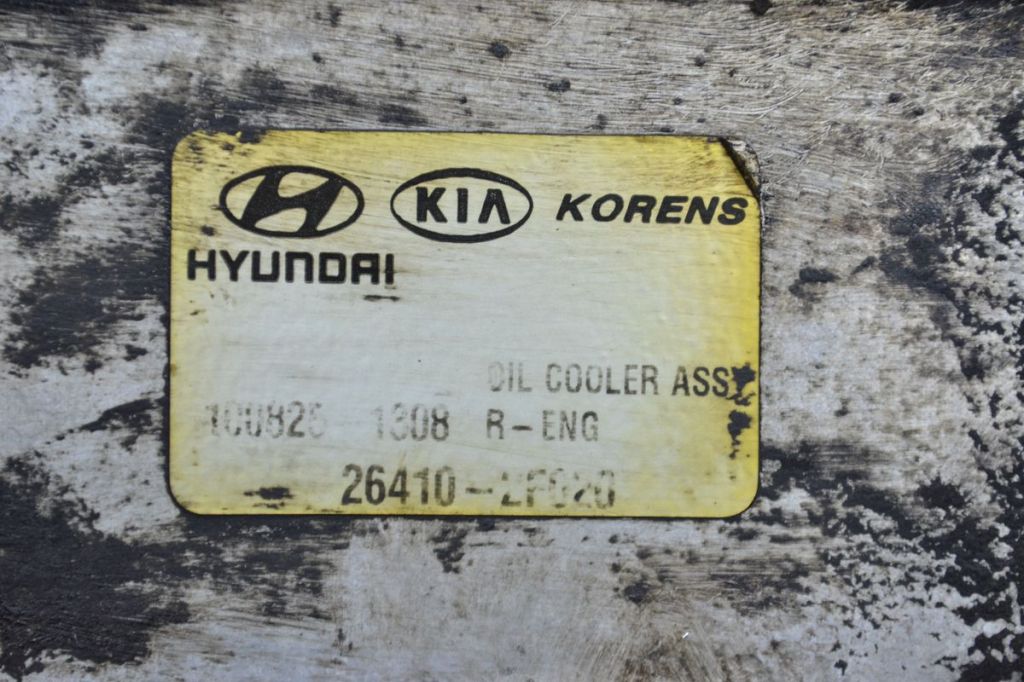 KIA KORENS
HYUNDAI
OIL COOLER ASSY
100825 1308 R-ENG
26410-2F020